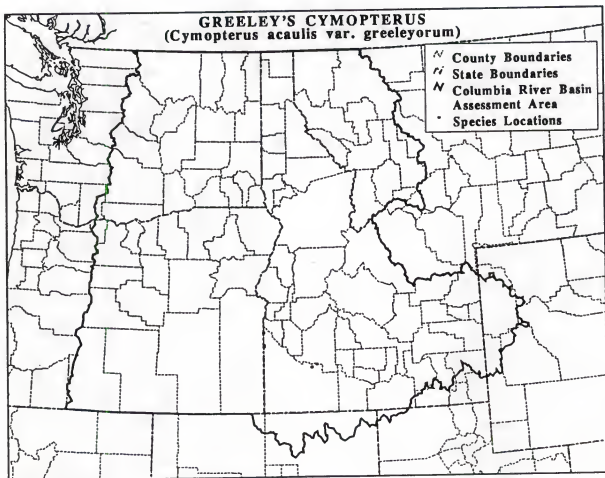 GREELEY'S CYMOPTERUS
(Cymopterus acaulis var. greeleyorum)
County Boundaries
State Boundaries
Columbia River Basin
Assessment Area
Species Locations